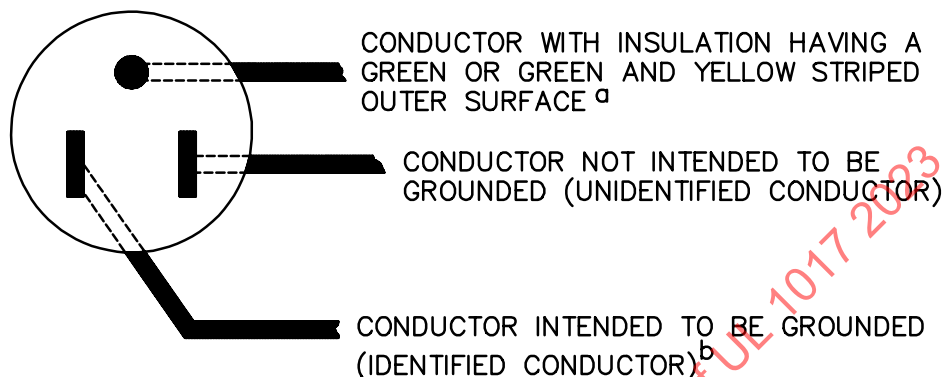 CONDUCTOR WITH INSULATION HAVING A
GREEN OR GREEN AND YELLOW STRIPED
OUTER SURFACE a
CONDUCTOR NOT INTENDED TO BE
GROUNDED (UNIDENTIFIED CONDUCTOR)
CONDUCTOR INTENDED TO BE GROUNDED
(IDENTIFIED CONDUCTOR) b
UL 1017 2023